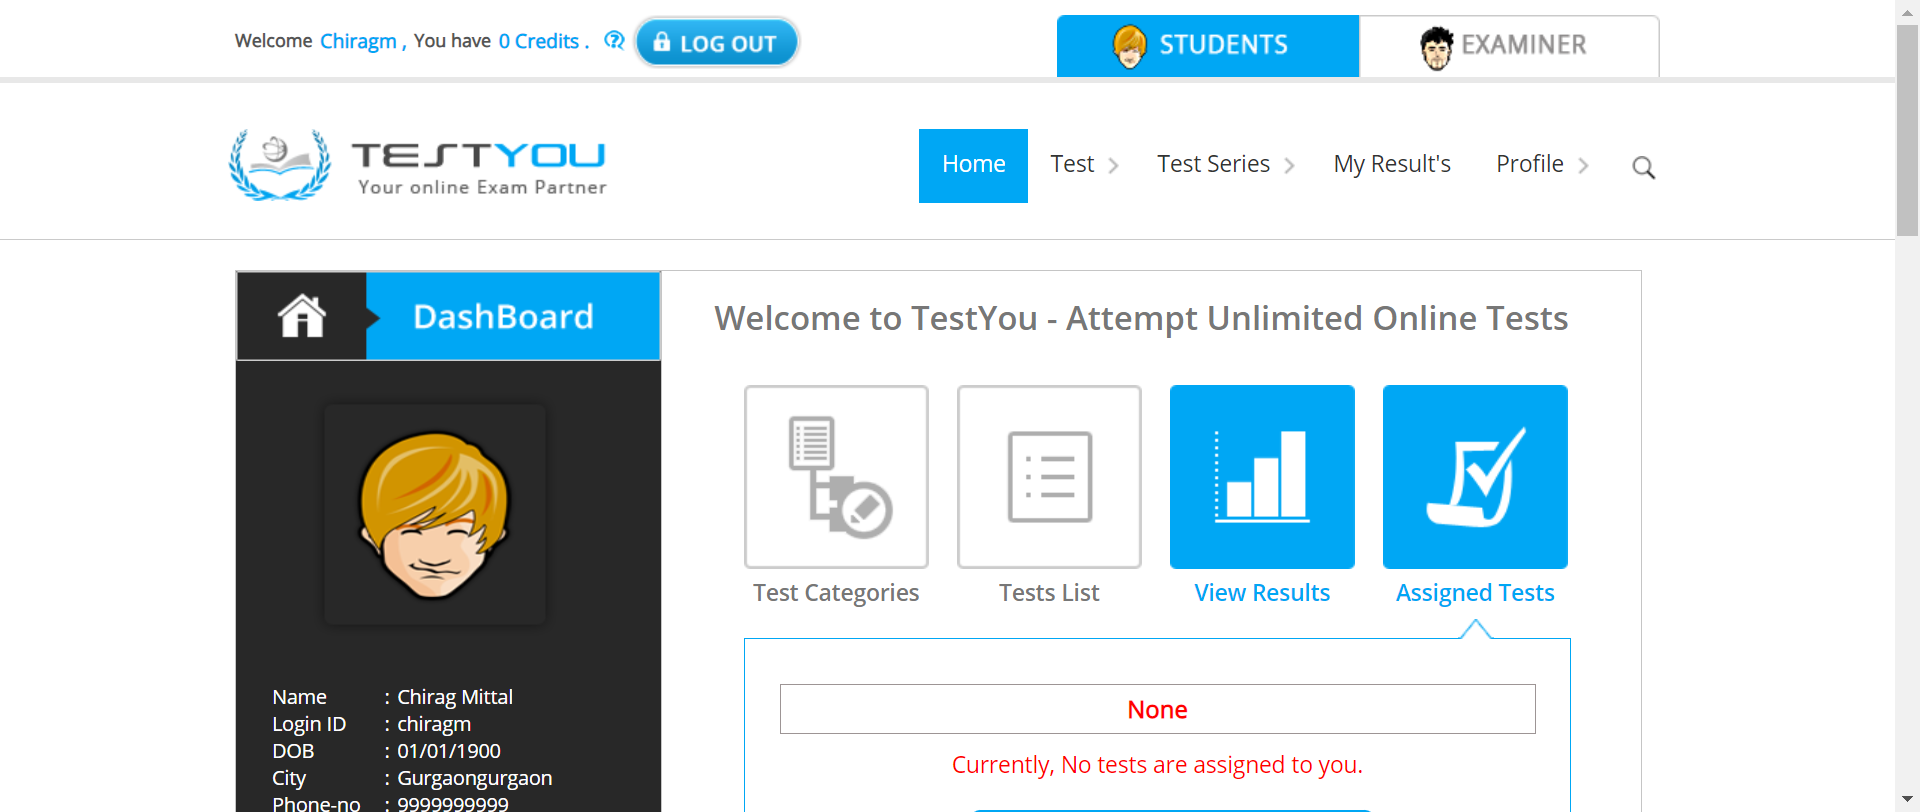 Welcome Chiragm , You have 0 Credits . LOG OUT
STUDENTS
EXAMINER
TESTYOU
Your online Exam Partner
Home
Test
Test Series
My Result's
Profile
DashBoard
Welcome to TestYou - Attempt Unlimited Online Tests
Test Categories
Tests List
View Results
Assigned Tests
None
Currently, No tests are assigned to you.
Name : Chirag Mittal
Login ID : chiragm
DOB : 01/01/1900
City : Gurgaongurgaon
Phone-no : 9999999999